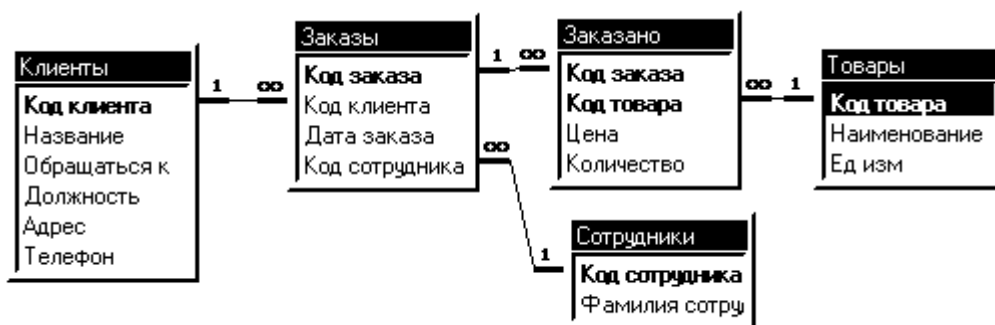 Клиенты
Код клиента
Название
Обращаться к
Должность
Адрес
Телефон
1 ∞
Заказы
Код заказа
Код клиента
Дата заказа
Код сотрудника
1 ∞
Заказано
Код заказа
Код товара
Цена
Количество
∞ 1
Товары
Код товара
Наименование
Ед изм
∞
1
Сотрудники
Код сотрудника
Фамилия сотру